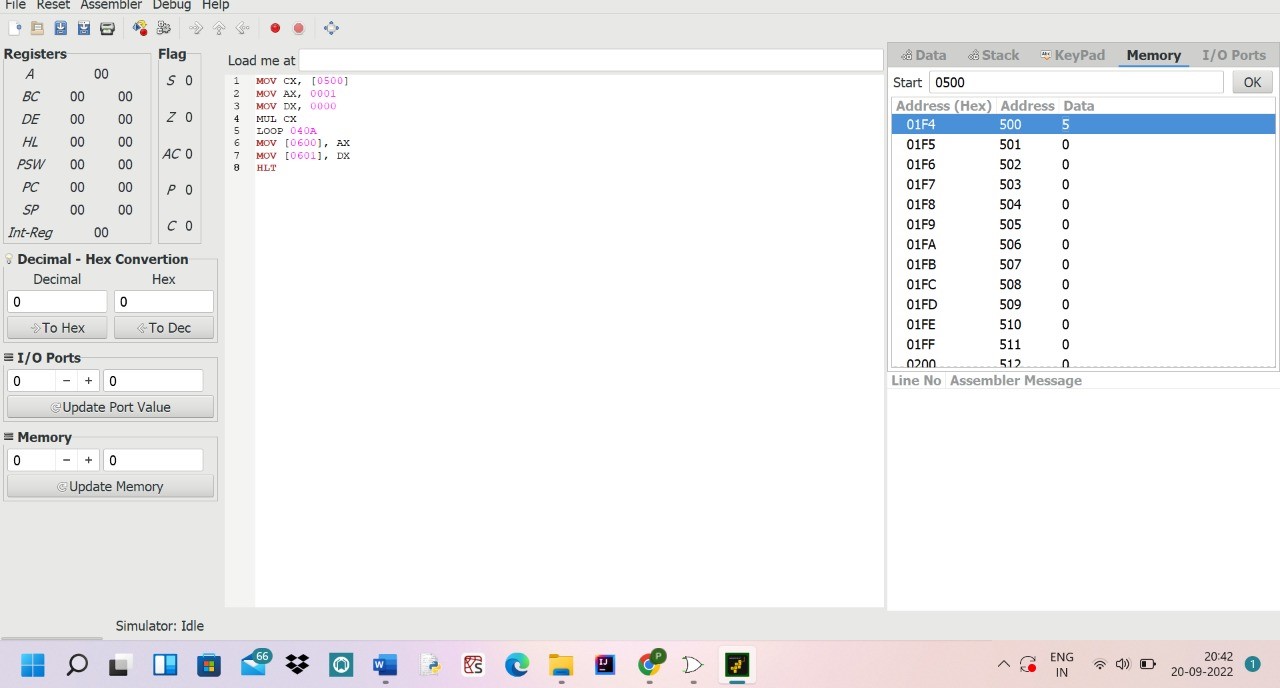 File Reset Assembler Debug Help
Registers
A 00
BC 00 00
DE 00 00
HL 00 00
PSW 00 00
PC 00 00
SP 00 00
Int-Reg 00
Flag
S 0
Z 0
AC 0
P 0
C 0
Decimal - Hex Convertion
Decimal Hex
0 0
To Hex To Dec
I/O Ports
0 − + 0
Update Port Value
Memory
0 − + 0
Update Memory
Load me at
1 MOV CX, [0500]
2 MOV AX, 0001
3 MOV DX, 0000
4 MUL CX
5 LOOP 040A
6 MOV [0600], AX
7 MOV [0601], DX
8 HLT
Data Stack KeyPad Memory I/O Ports
Start 0500 OK
Address (Hex) Address Data
01F4 500 5
01F5 501 0
01F6 502 0
01F7 503 0
01F8 504 0
01F9 505 0
01FA 506 0
01FB 507 0
01FC 508 0
01FD 509 0
01FE 510 0
01FF 511 0
0200 512 0
Line No Assembler Message
Simulator: Idle
66
W
IJ
P
ENG
IN
20:42
20-09-2022
1